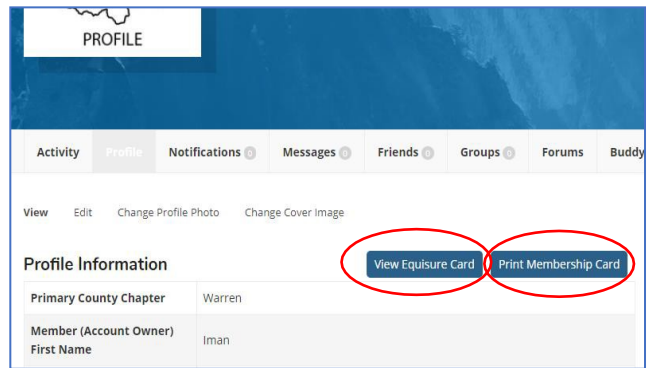 PROFILE
Activity Profile Notifications 0 Messages 0 Friends 0 Groups 0 Forums Buddy
View Edit Change Profile Photo Change Cover Image
Profile Information View Equisure Card Print Membership Card
Primary County Chapter Warren
Member (Account Owner)
First Name Iman